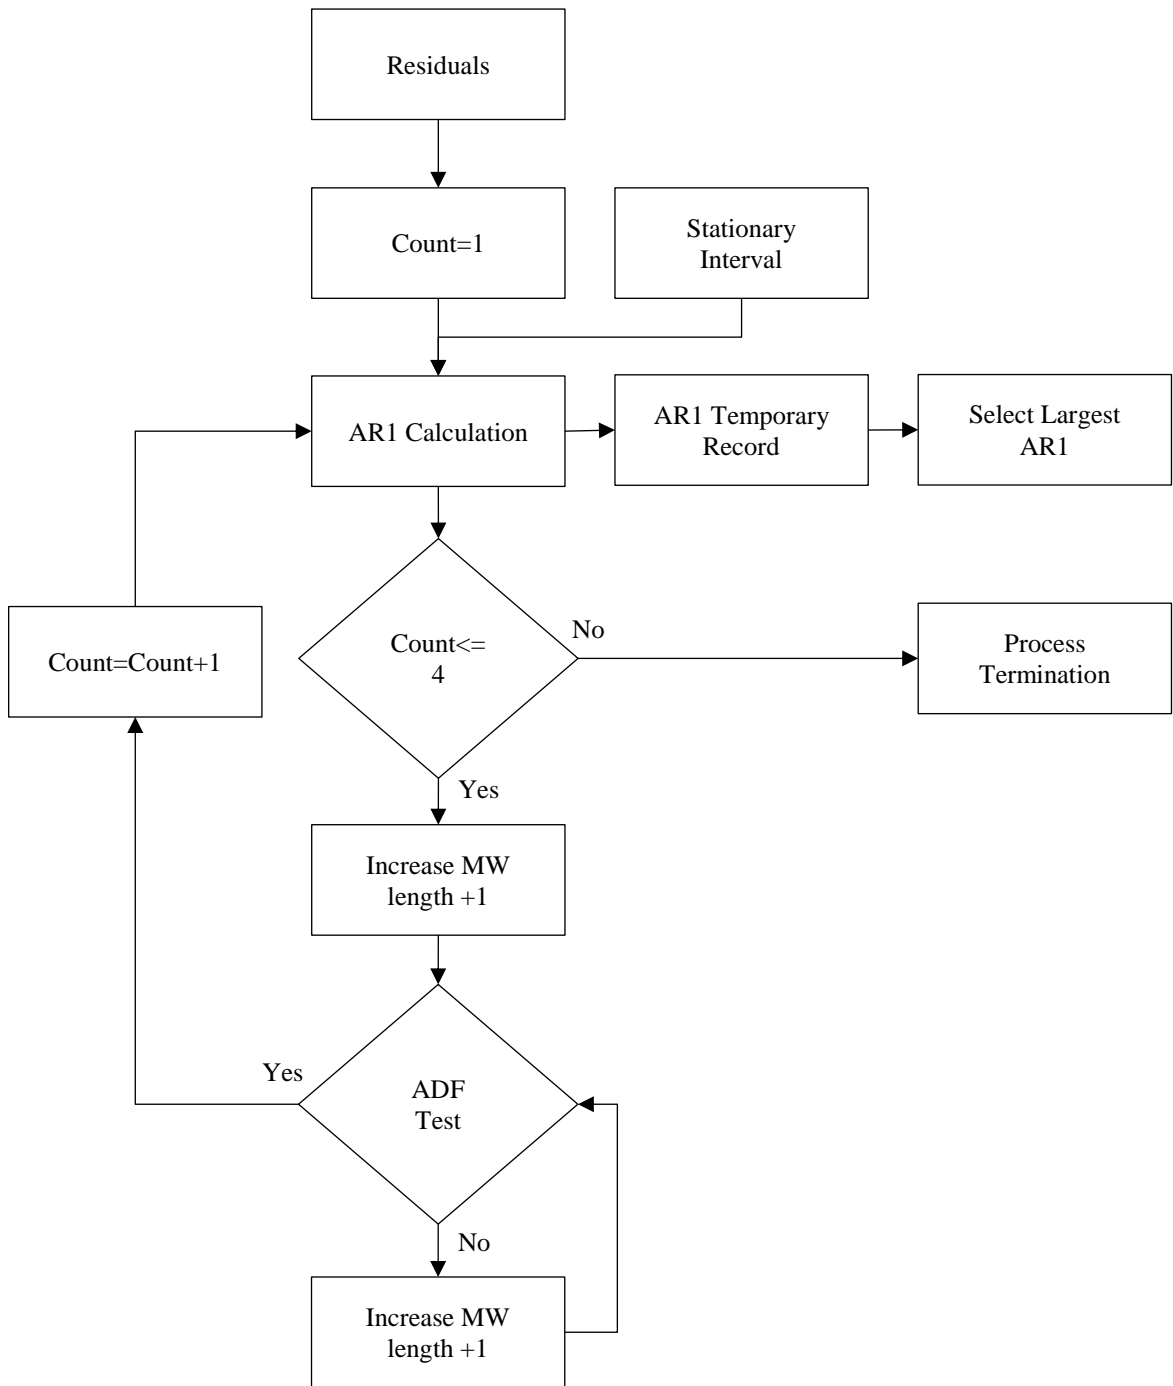 Residuals
Count=1
Stationary
Interval
AR1 Calculation
AR1 Temporary
Record
Select Largest
AR1
Count=Count+1
Count<=
4
No
Process
Termination
Yes
Increase MW
length +1
Yes
ADF
Test
No
Increase MW
length +1